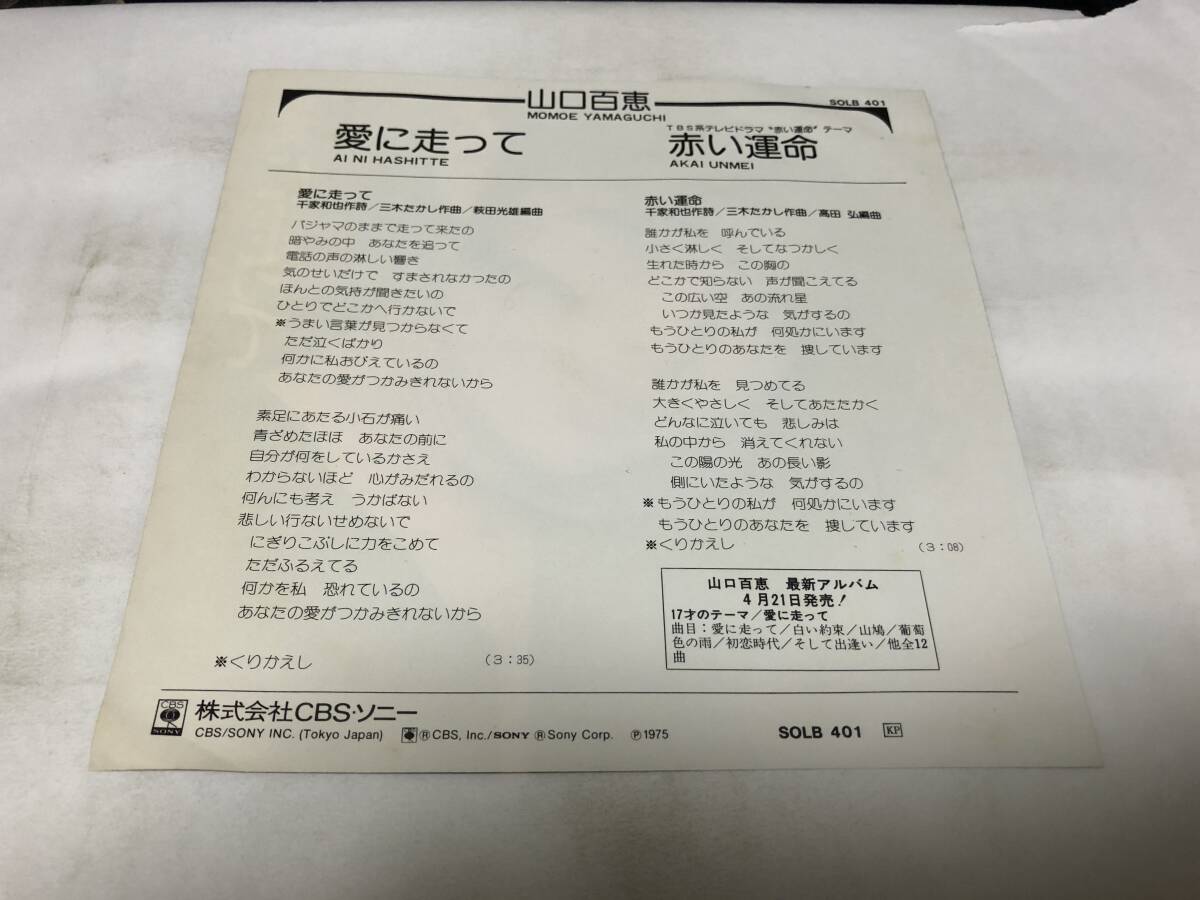 山口百恵
MOMOE YAMAGUCHI
SOLB 401
愛に走って
AI NI HASHITTE
TBS系テレビドラマ“赤い運命”テーマ
赤い運命
AKAI UNMEI
愛に走って
千家和也作詩/三木たかし作曲/萩田光雄編曲
パジャマのままで走って来たの
暗やみの中 あなたを追って
電話の声の淋しい響き
気のせいだけで すまされなかったの
ほんとの気持が聞きたいの
ひとりでどこかへ行かないで
※うまい言葉が見つからなくて
ただ泣くばかり
何かに私おびえているの
あなたの愛がつかみきれないから
素足にあたる小石が痛い
青ざめたほほ あなたの前に
自分が何をしているかさえ
わからないほど 心がみだれるの
何んにも考え うかばない
悲しい行ないせめないで
にぎりこぶしに力をこめて
ただふるえてる
何かを私 恐れているの
あなたの愛がつかみきれないから
※くりかえし
(3:35)
赤い運命
千家和也作詩/三木たかし作曲/高田 弘編曲
誰かが私を 呼んでいる
小さく淋しく そしてなつかしく
生れた時から この胸の
どこかで知らない 声が聞こえてる
この広い空 あの流れ星
いつか見たような 気がするの
もうひとりの私が 何処かにいます
もうひとりのあなたを 捜しています
誰かが私を 見つめてる
大きくやさしく そしてあたたかく
どんなに泣いても 悲しみは
私の中から 消えてくれない
この陽の光 あの長い影
側にいたような 気がするの
※もうひとりの私が 何処かにいます
もうひとりのあなたを 捜しています
※くりかえし
(3:08)
山口百恵 最新アルバム
4月21日発売!
17才のテーマ/愛に走って
曲目:愛に走って/白い約束/山鳩/葡萄
色の雨/初恋時代/そして出逢い/他全12
曲
CBS
SONY
株式会社CBS・ソニー
CBS/SONY INC. (Tokyo Japan) ®CBS, Inc./SONY ®Sony Corp. ℗1975
SOLB 401 KP